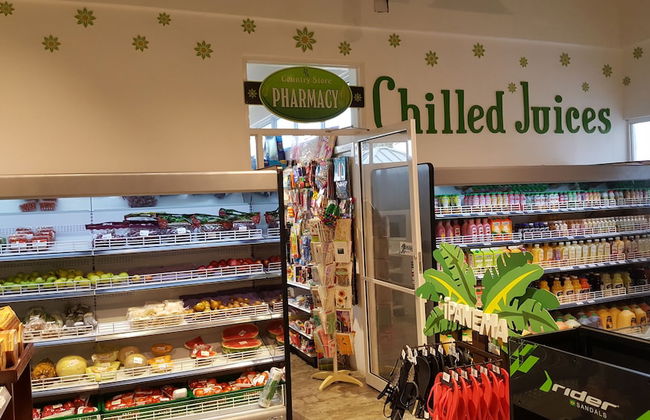 Country Store
PHARMACY
Chilled Juices
IPANEMA
rider
SANDALS